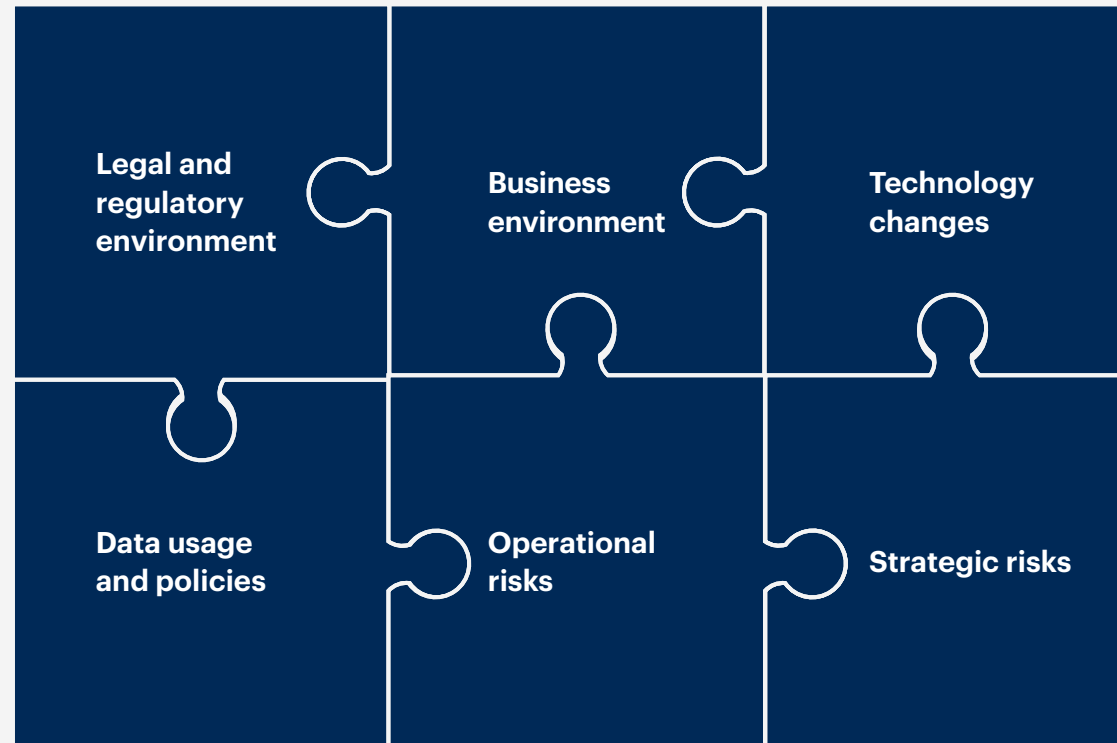 Legal and
regulatory
environment
Business
environment
Technology
changes
Data usage
and policies
Operational
risks
Strategic risks